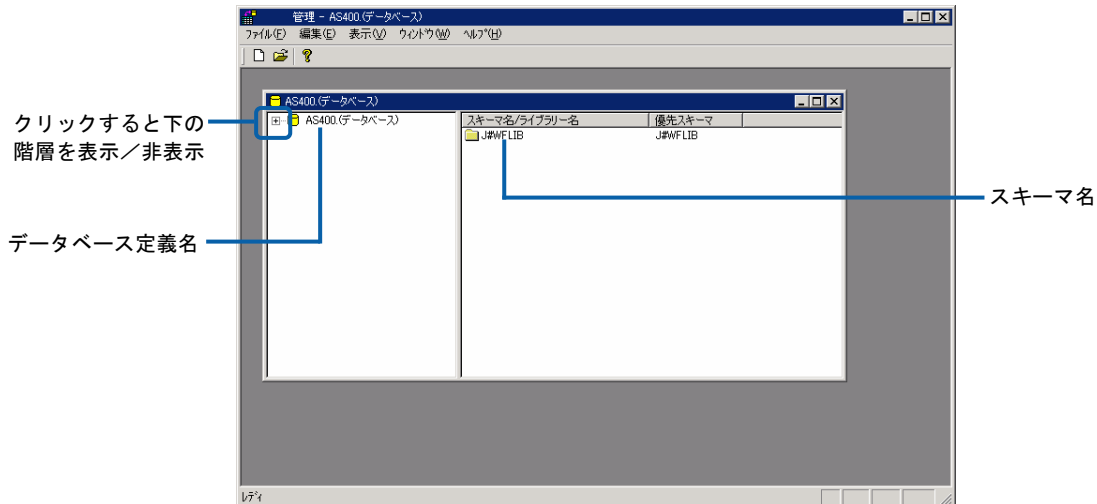 管理 - AS400.(データベース)
ファイル(F) 編集(E) 表示(V) ウィンドウ(W) ヘルプ(H)
AS400.(データベース)
クリックすると下の
階層を表示／非表示
AS400.(データベース)
スキーマ名/ライブラリー名 優先スキーマ
J#WFLIB J#WFLIB
スキーマ名
データベース定義名
レディ